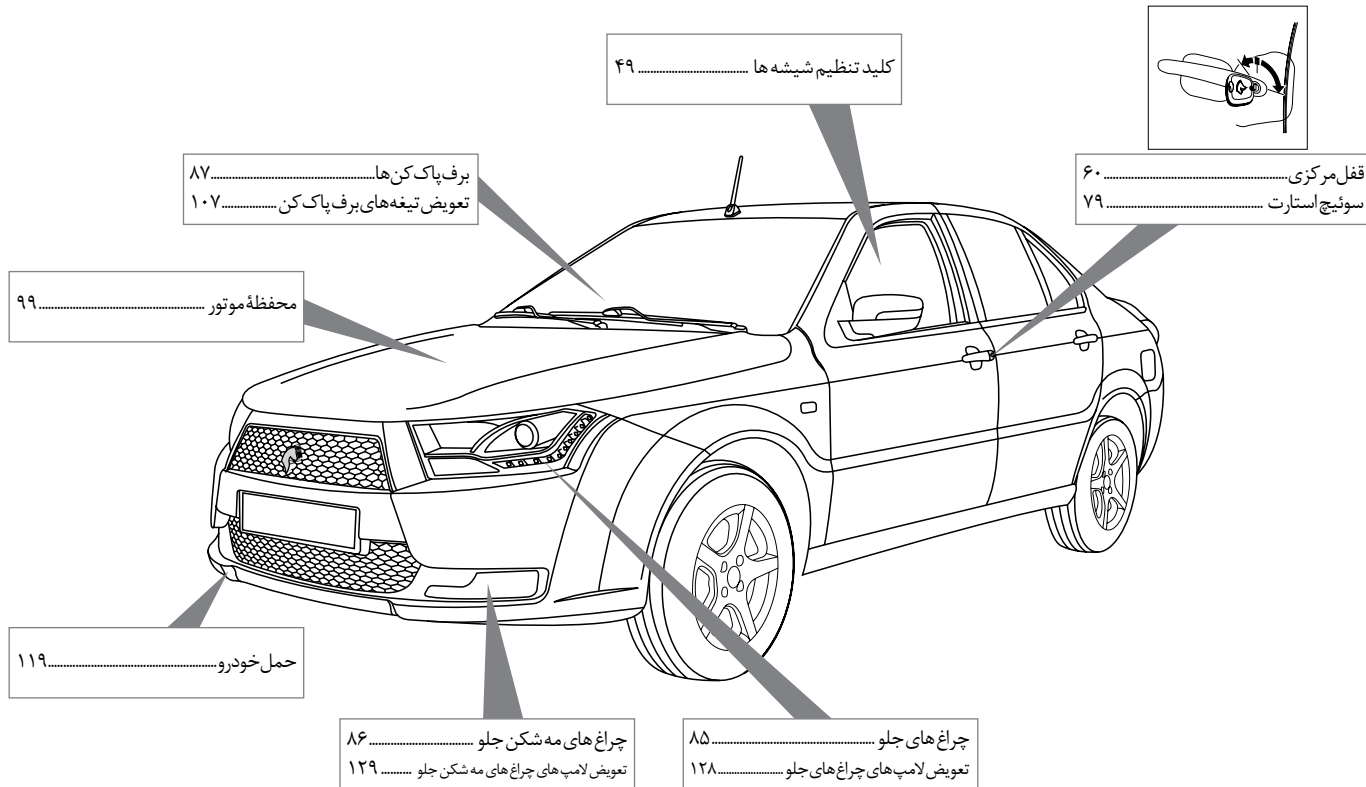 کلید تنظیم شیشه ها ........ ۴۹
قفل مرکزی ........ ۶۰
سوئیچ استارت ........ ۷۹
برف پاک کن ها ........ ۸۷
تعویض تیغه های برف پاک کن ........ ۱۰۷
محفظهٔ موتور ........ ۹۹
حمل خودرو ........ ۱۱۹
چراغ های جلو ........ ۸۵
تعویض لامپ های چراغ های جلو ........ ۱۲۸
چراغ های مه شکن جلو ........ ۸۶
تعویض لامپ های چراغ های مه شکن جلو ........ ۱۲۹